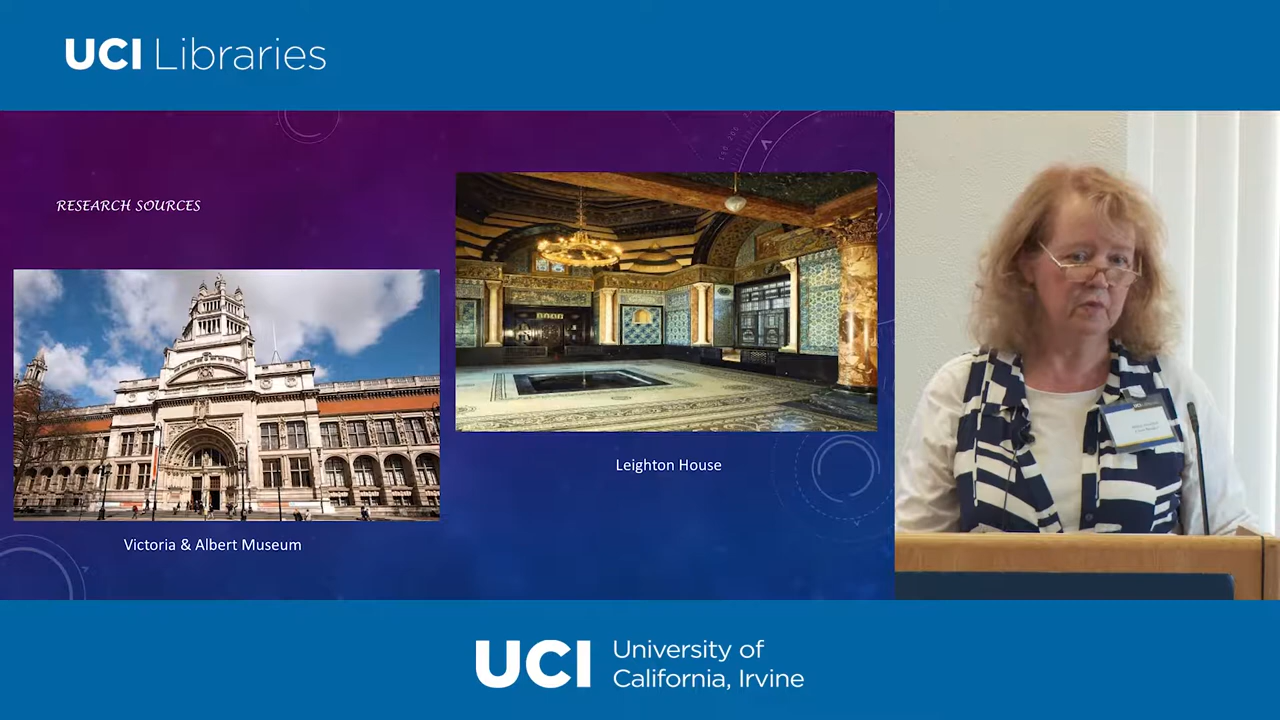 UCI Libraries
RESEARCH SOURCES
Leighton House
Victoria & Albert Museum
UCI University of
California, Irvine